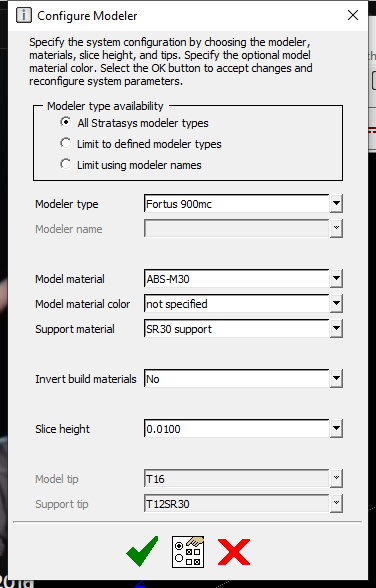 Configure Modeler
Specify the system configuration by choosing the modeler,
materials, slice height, and tips. Specify the optional model
material color. Select the OK button to accept changes and
reconfigure system parameters.
Modeler type availability
All Stratasys modeler types
Limit to defined modeler types
Limit using modeler names
Modeler type Fortus 900mc
Modeler name
Model material ABS-M30
Model material color not specified
Support material SR30 support
Invert build materials No
Slice height 0.0100
Model tip T16
Support tip T12SR30